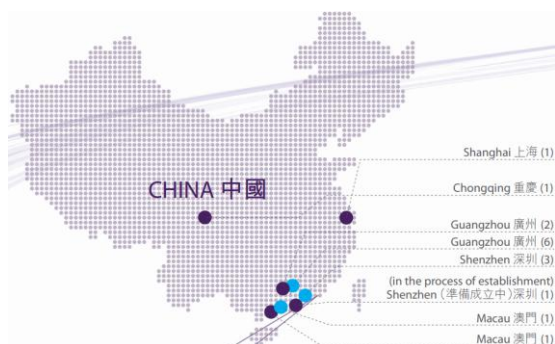 CHINA 中國
Shanghai 上海 (1)
Chongqing 重慶 (1)
Guangzhou 廣州 (2)
Guangzhou 廣州 (6)
Shenzhen 深圳 (3)
(in the process of establishment)
Shenzhen (準備成立中) 深圳 (1)
Macau 澳門 (1)
Macau 澳門 (1)